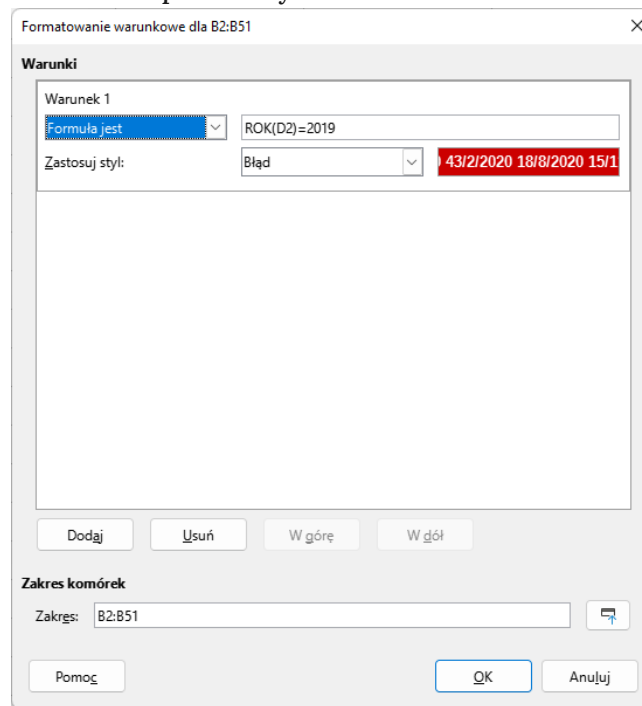 Formatowanie warunkowe dla B2:B51
Warunki
Warunek 1
Formuła jest ROK(D2)=2019
Zastosuj styl: Błąd 43/2/2020 18/8/2020 15/1
Dodaj Usuń W górę W dół
Zakres komórek
Zakres: B2:B51
Pomoc OK Anuluj